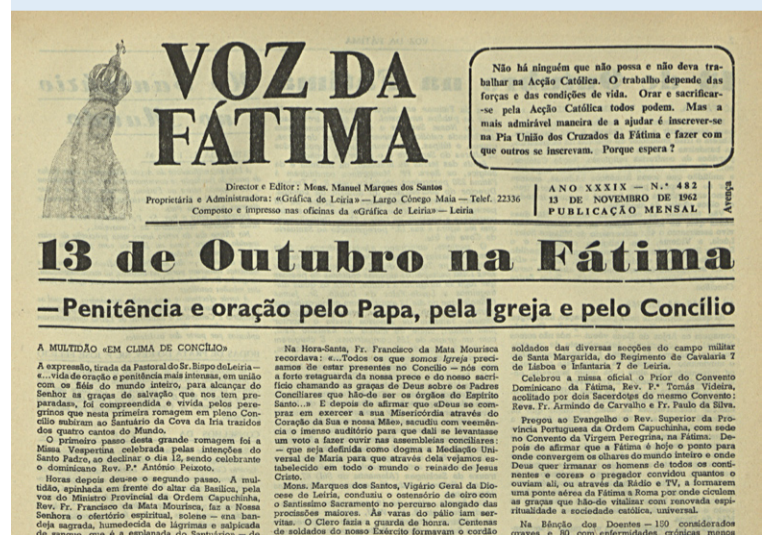 VOZ DA
FÁTIMA
Não há ninguém que não possa e não deva tra-
balhar na Acção Católica. O trabalho depende das
forças e das condições de vida. Orar e sacrificar-
-se pela Acção Católica todos podem. Mas a
mais admirável maneira de a ajudar é inscrever-se
na Pia União dos Cruzados da Fátima e fazer com
que outros se inscrevam. Porque espera ?
Director e Editor : Mons. Manuel Marques dos Santos
Proprietária e Administradora: «Gráfica de Leiria» — Largo Cónego Maia — Telef. 22336
Composto e impresso nas oficinas da «Gráfica de Leiria» — Leiria
ANO XXXIX — N.º 482
13 DE NOVEMBRO DE 1962
PUBLICAÇÃO MENSAL
Avença
13 de Outubro na Fátima
—Penitência e oração pelo Papa, pela Igreja e pelo Concílio
A MULTIDÃO «EM CLIMA DE CONCÍLIO»
A expressão, tirada da Pastoral do Sr. Bispo de Leiria —
«...vida de oração e penitência mais intensas, em união
com os fiéis do mundo inteiro, para alcançar do
Senhor as graças de salvação que nos tem pre-
paradas», foi compreendida e vivida pelos pere-
grinos que nesta primeira romagem em pleno Con-
cílio subiram ao Santuário da Cova da Iria trazidos
dos quatro cantos do Mundo.
O primeiro passo desta grande romagem foi a
Missa Vespertina celebrada pelas intenções do
Santo Padre, ao declinar o dia 12, sendo celebrante
o dominicano Rev. P.º António Peixoto.
Horas depois deu-se o segundo passo. A mul-
tidão, apinhada em frente do altar da Basílica, pela
voz do Ministro Provincial da Ordem Capuchinha,
Rev. Fr. Francisco da Mata Mourisca, faz a Nossa
Senhora o ofertório espiritual, solene — «na ban-
deja sagrada, humedecida de lágrimas e salpicada
de sangue, que é a esplanada do Santuário» — de
Na Hora-Santa, Fr. Francisco da Mata Mourisca
recordava: «...Todos os que somos Igreja preci-
samos de estar presentes no Concílio — nós com
a forte retaguarda da nossa prece e do nosso sacri-
fício chamando as graças de Deus sobre os Padres
Conciliares que hão-de ser os órgãos do Espírito
Santo...» E depois de afirmar que «Deus se com-
praz em exercer a sua Misericórdia através do
Coração da Sua e nossa Mãe», sacudiu com veemên-
cia o imenso auditório para dali se levantasse
um voto a fazer ouvir nas assembleias conciliares:
— que seja definida como dogma a Mediação Uni-
versal de Maria para que através dela vejamos es-
tabelecido em todo o mundo o reinado de Jesus
Cristo.
Mons. Marques dos Santos, Vigário Geral da Dio-
cese de Leiria, conduziu o ostensório de oiro com
o Santíssimo Sacramento no percurso alongado das
procissões maiores. Às varas do pálio iam ser-
vitas. O Clero fazia a guarda de honra. Centenas
de soldados do nosso Exército formavam o cordão
soldados das diversas secções do campo militar
de Santa Margarida, do Regimento de Cavalaria 7
de Lisboa e Infantaria 7 de Leiria.
Celebrou a missa oficial o Prior do Convento
Dominicano da Fátima, Rev. P.º Tomás Videira,
acolitado por dois Sacerdotes do mesmo Convento:
Revs. Fr. Armindo de Carvalho e Fr. Paulo da Silva.
Pregou ao Evangelho o Rev. Superior da Pro-
víncia Portuguesa da Ordem Capuchinha, com sede
no Convento da Virgem Peregrina, na Fátima. De-
pois de afirmar que a Fátima é hoje o ponto para
onde convergem os olhares do mundo inteiro e onde
Deus quer irmanar os homens de todos os conti-
nentes e cores o pregador convidou quantos o
ouviam ali, ou através da Rádio e TV, a formarem
uma ponte aérea da Fátima a Roma por onde circulem
as graças que hão-de vitalizar com renovada espi-
ritualidade a sociedade católica, universal.
Na Bênção dos Doentes — 180 considerados
graves e 80 com enfermidades crónicas menos